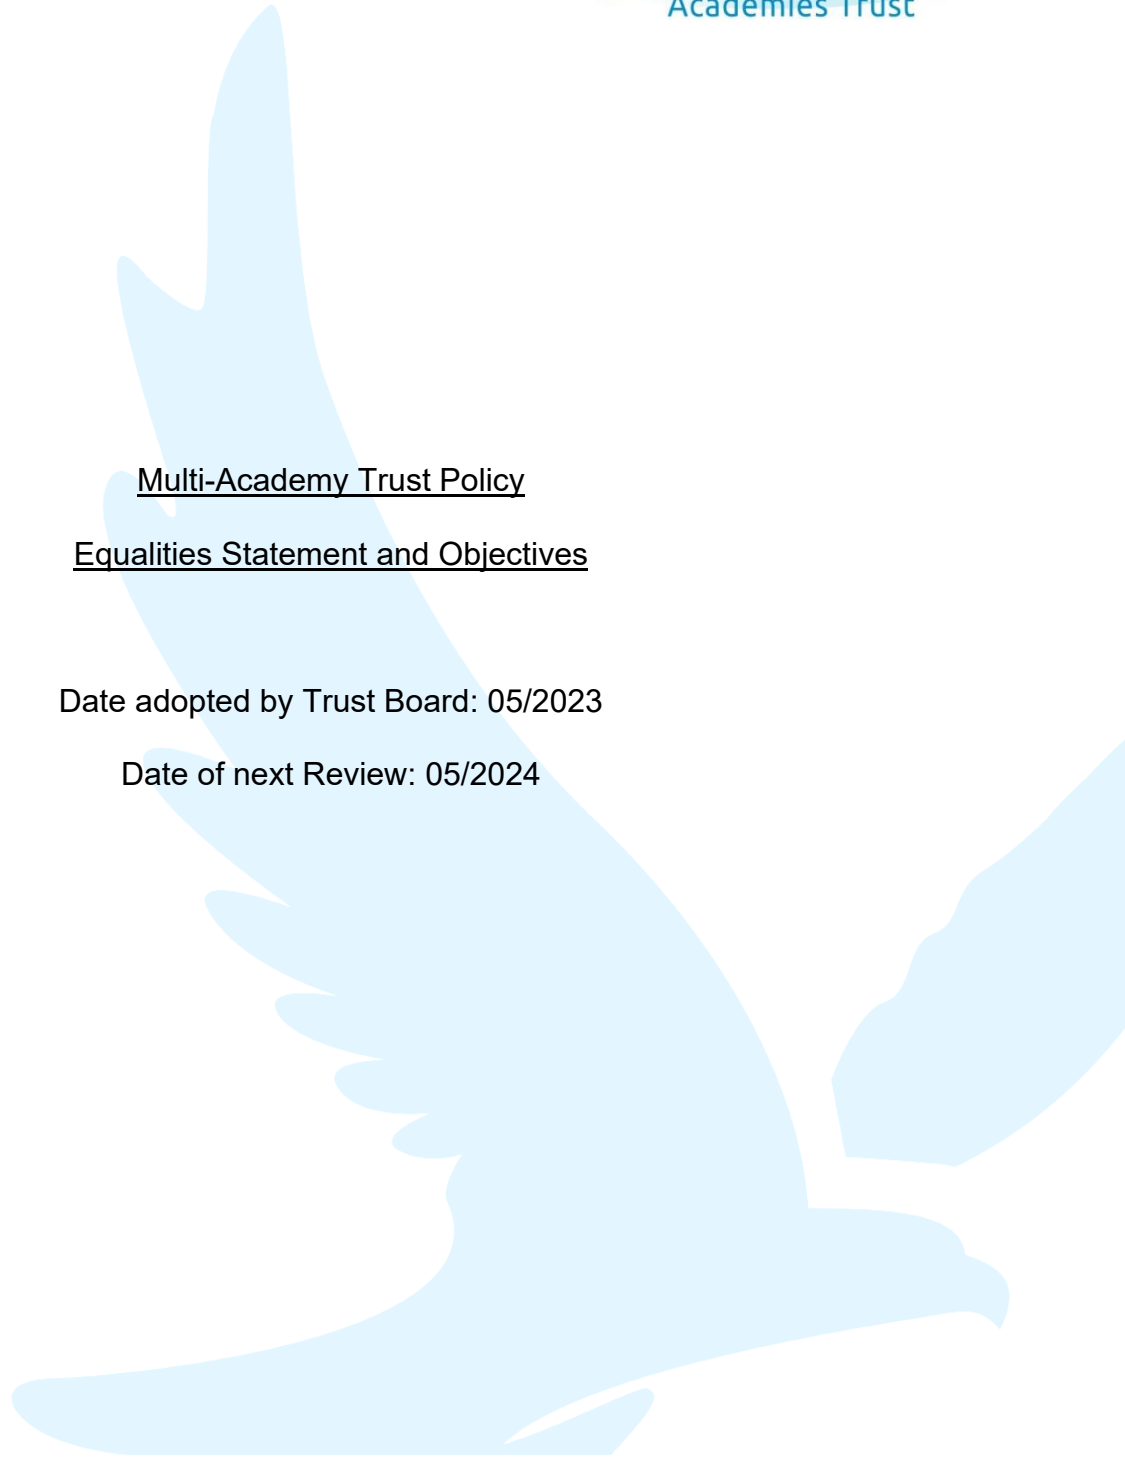 Academies Trust
Multi-Academy Trust Policy
Equalities Statement and Objectives
Date adopted by Trust Board: 05/2023
Date of next Review: 05/2024